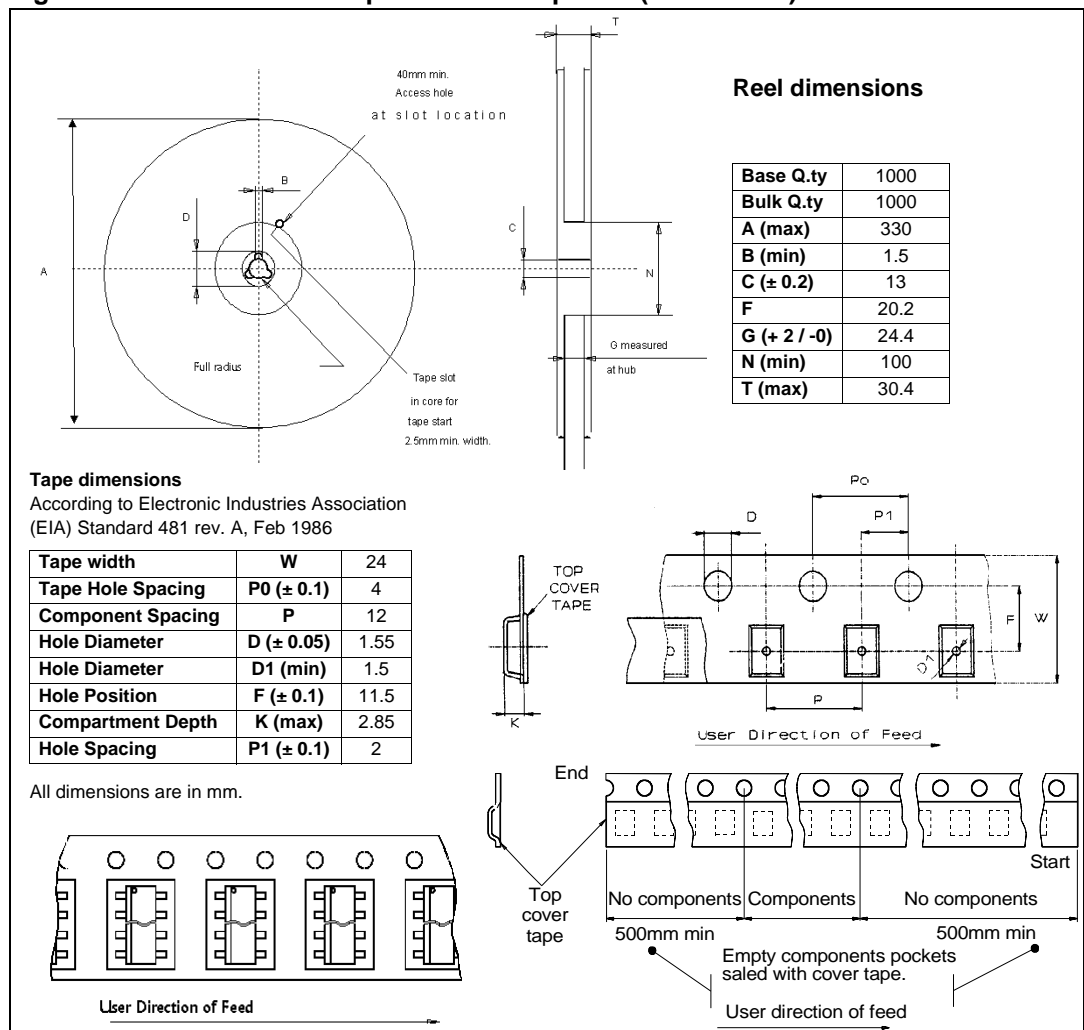 T
40mm min.
Access hole
at slot location
B
D
C
A
N
G measured
at hub
Full radius
Tape slot
in core for
tape start
2.5mm min. width.
Reel dimensions
Base Q.ty 1000
Bulk Q.ty 1000
A (max) 330
B (min) 1.5
C (± 0.2) 13
F 20.2
G (+ 2 / -0) 24.4
N (min) 100
T (max) 30.4
Tape dimensions
According to Electronic Industries Association
(EIA) Standard 481 rev. A, Feb 1986
Tape width W 24
Tape Hole Spacing P0 (± 0.1) 4
Component Spacing P 12
Hole Diameter D (± 0.05) 1.55
Hole Diameter D1 (min) 1.5
Hole Position F (± 0.1) 11.5
Compartment Depth K (max) 2.85
Hole Spacing P1 (± 0.1) 2
All dimensions are in mm.
Po
D
P1
TOP
COVER
TAPE
F
W
D1
K
P
User Direction of Feed
End
Start
Top
cover
tape
No components
Components
No components
500mm min
500mm min
Empty components pockets
saled with cover tape.
User direction of feed
User Direction of Feed